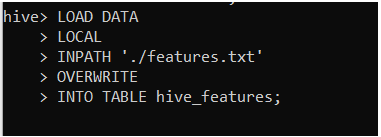 hive> LOAD DATA
    > LOCAL
    > INPATH './features.txt'
    > OVERWRITE
    > INTO TABLE hive_features;